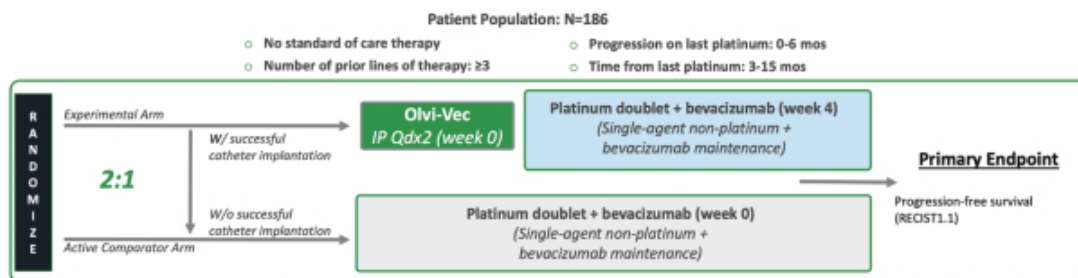 Patient Population: N=186
○ No standard of care therapy
○ Number of prior lines of therapy: ≥3
○ Progression on last platinum: 0-6 mos
○ Time from last platinum: 3-15 mos
RANDOMIZE
Experimental Arm
W/ successful
catheter implantation
2:1
W/o successful
catheter implantation
Active Comparator Arm
Olvi-Vec
IP Qdx2 (week 0)
Platinum doublet + bevacizumab (week 4)
(Single-agent non-platinum +
bevacizumab maintenance)
Platinum doublet + bevacizumab (week 0)
(Single-agent non-platinum +
bevacizumab maintenance)
Primary Endpoint
Progression-free survival
(RECIST1.1)